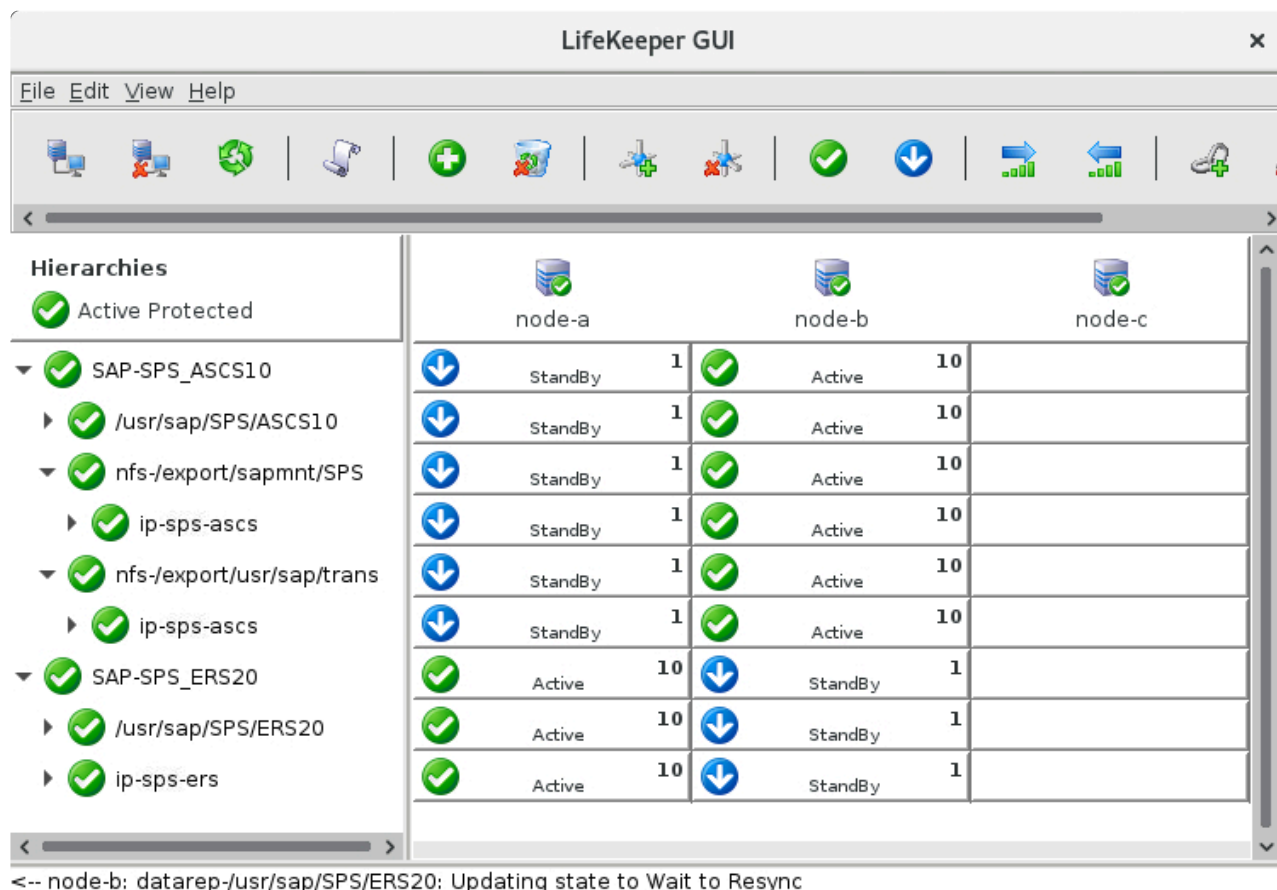 LifeKeeper GUI
File Edit View Help
Hierarchies
Active Protected
node-a node-b node-c
SAP-SPS_ASCS10 StandBy 1 Active 10
/usr/sap/SPS/ASCS10 StandBy 1 Active 10
nfs-/export/sapmnt/SPS StandBy 1 Active 10
ip-sps-ascs StandBy 1 Active 10
nfs-/export/usr/sap/trans StandBy 1 Active 10
ip-sps-ascs StandBy 1 Active 10
SAP-SPS_ERS20 Active 10 StandBy 1
/usr/sap/SPS/ERS20 Active 10 StandBy 1
ip-sps-ers Active 10 StandBy 1
<-- node-b: datarep-/usr/sap/SPS/ERS20: Updating state to Wait to Resync